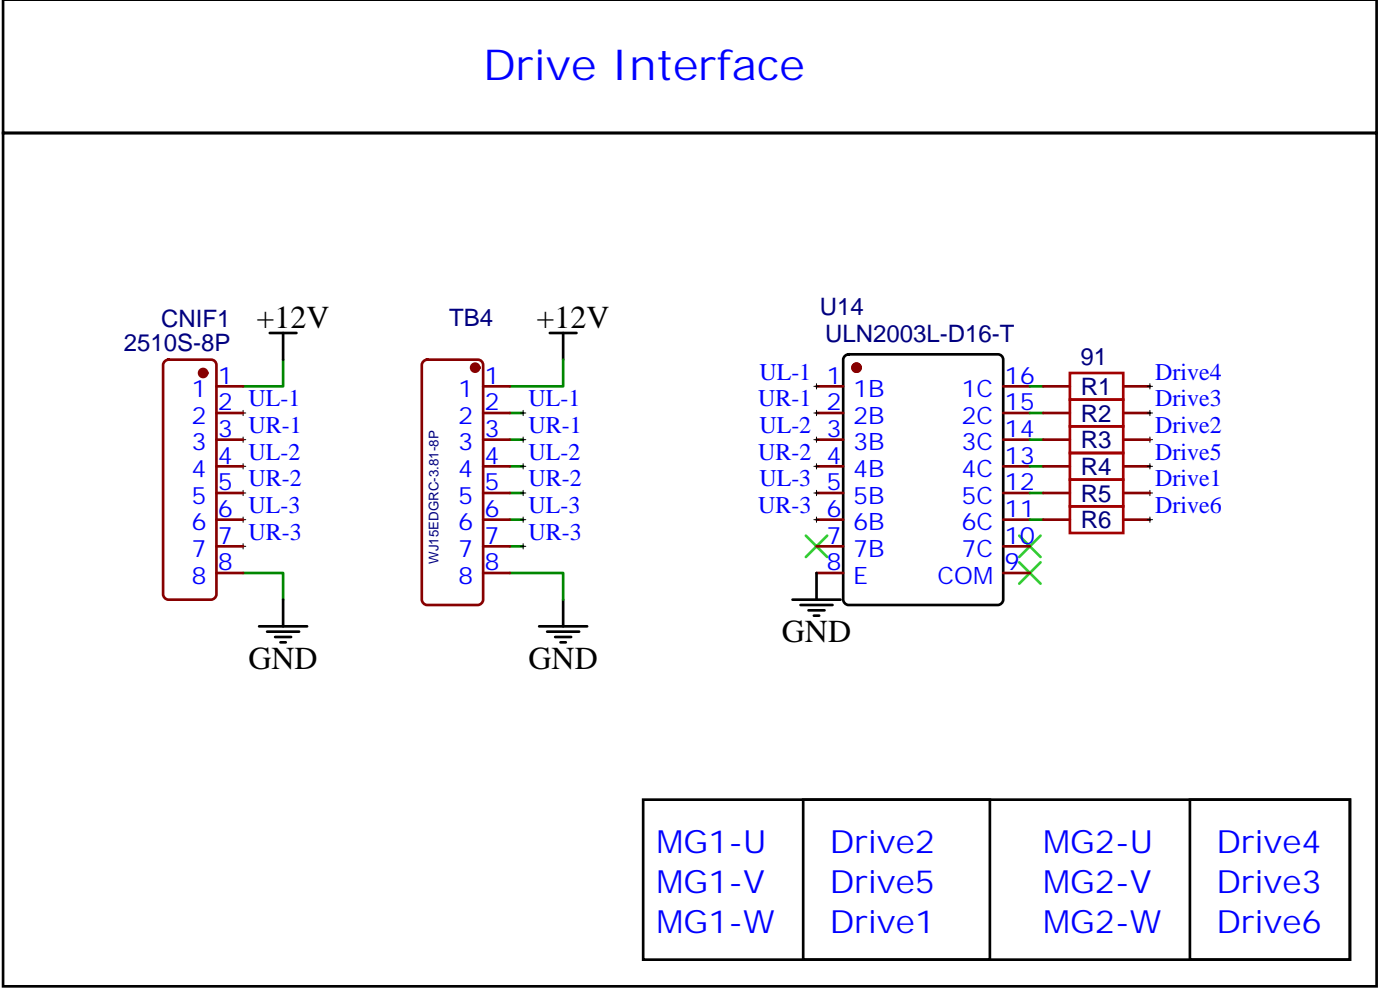 Drive Interface
CNIF1
2510S-8P
+12V
1 1
2 2 UL-1
3 3 UR-1
4 4 UL-2
5 5 UR-2
6 6 UL-3
7 7 UR-3
8 8
GND
TB4
+12V
WJ15EDGRC-3.81-8P
1 1
2 2 UL-1
3 3 UR-1
4 4 UL-2
5 5 UR-2
6 6 UL-3
7 7 UR-3
8 8
GND
U14
ULN2003L-D16-T
91
UL-1 1 1B 1C 16 R1 Drive4
UR-1 2 2B 2C 15 R2 Drive3
UL-2 3 3B 3C 14 R3 Drive2
UR-2 4 4B 4C 13 R4 Drive5
UL-3 5 5B 5C 12 R5 Drive1
UR-3 6 6B 6C 11 R6 Drive6
7 7B 7C 10
8 E COM 9
GND
MG1-U Drive2 MG2-U Drive4
MG1-V Drive5 MG2-V Drive3
MG1-W Drive1 MG2-W Drive6